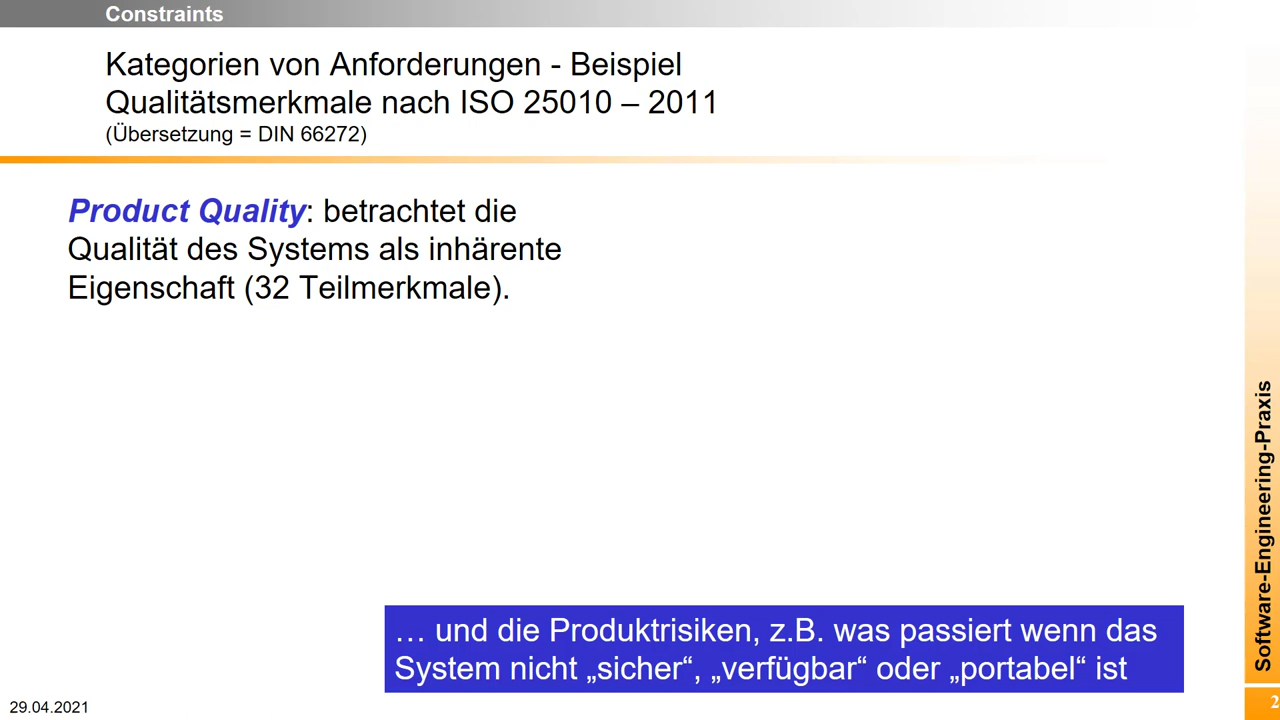 Constraints
Kategorien von Anforderungen - Beispiel
Qualitätsmerkmale nach ISO 25010 – 2011
(Übersetzung = DIN 66272)
Product Quality: betrachtet die
Qualität des Systems als inhärente
Eigenschaft (32 Teilmerkmale).
… und die Produktrisiken, z.B. was passiert wenn das
System nicht „sicher“, „verfügbar“ oder „portabel“ ist
Software-Engineering-Praxis
29.04.2021
2